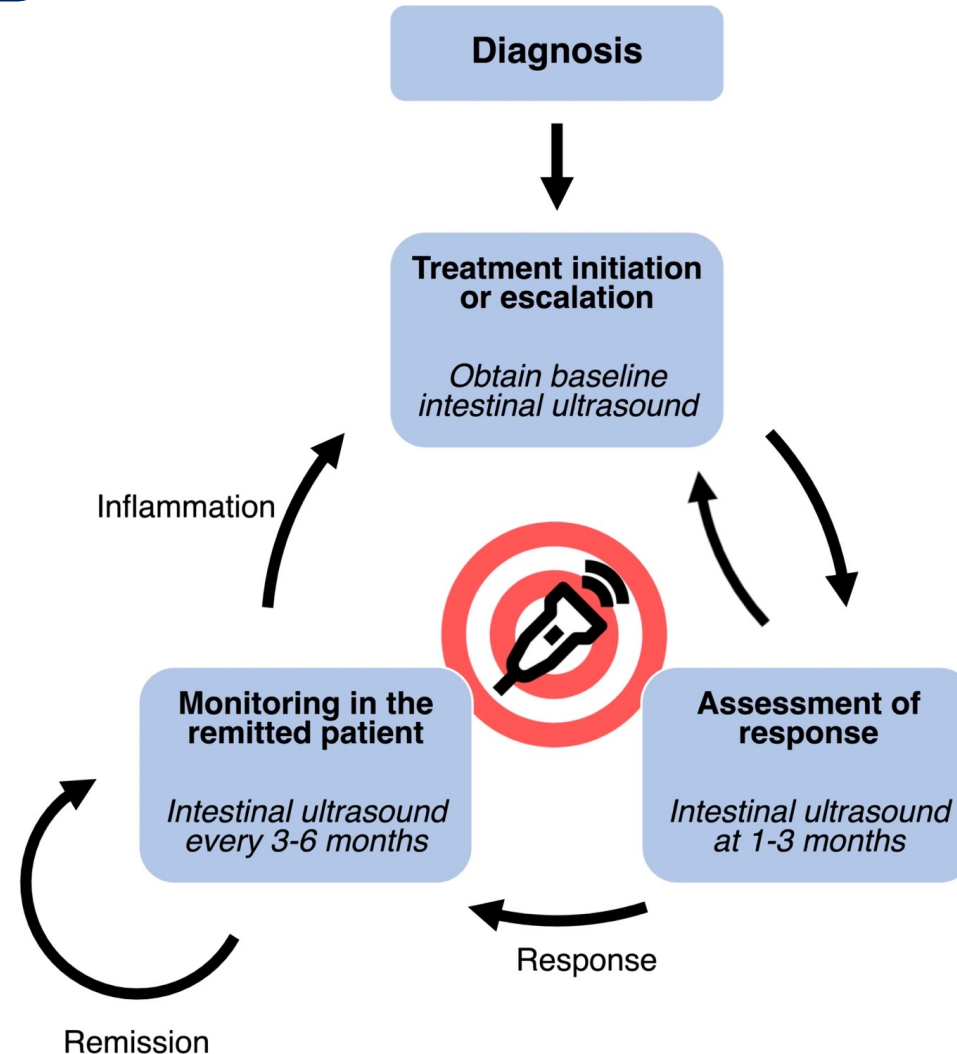 Diagnosis
Treatment initiation
or escalation
Obtain baseline
intestinal ultrasound
Inflammation
Monitoring in the
remitted patient
Intestinal ultrasound
every 3-6 months
Assessment of
response
Intestinal ultrasound
at 1-3 months
Response
Remission